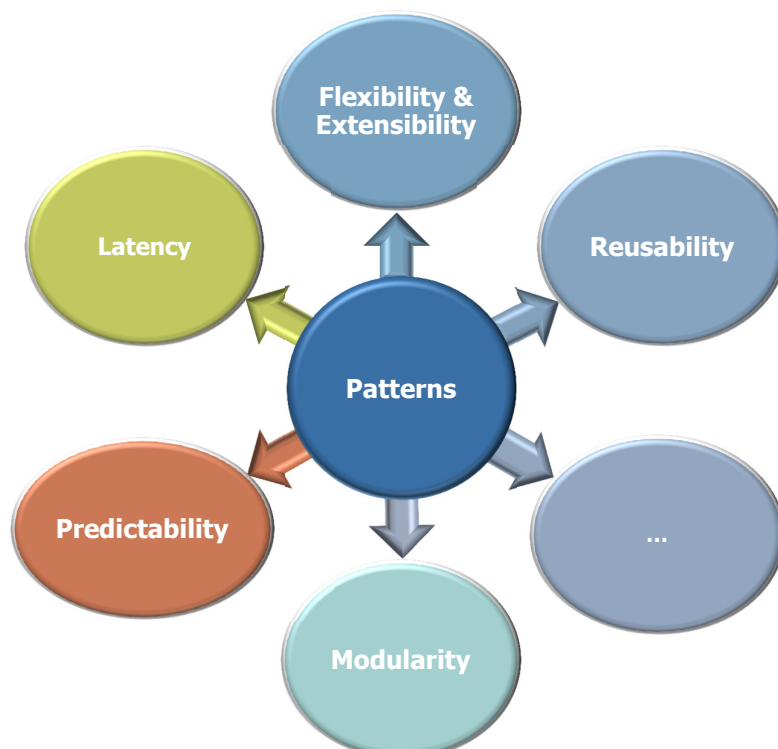 Flexibility &
Extensibility
Latency
Reusability
Patterns
Predictability
...
Modularity